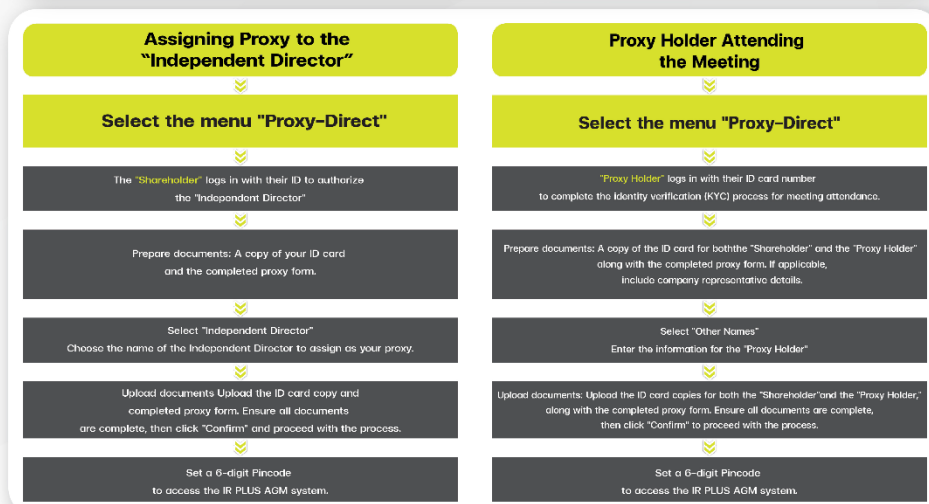 Assigning Proxy to the
"Independent Director"
Select the menu "Proxy-Direct"
The "Shareholder" logs in with their ID to authorize
the "Independent Director"
Prepare documents: A copy of your ID card
and the completed proxy form.
Select "Independent Director"
Choose the name of the Independent Director to assign as your proxy.
Upload documents Upload the ID card copy and
completed proxy form. Ensure all documents
are complete, then click "Confirm" and proceed with the process.
Set a 6-digit Pincode
to access the IR PLUS AGM system.
Proxy Holder Attending
the Meeting
Select the menu "Proxy-Direct"
"Proxy Holder" logs in with their ID card number
to complete the identity verification (KYC) process for meeting attendance.
Prepare documents: A copy of the ID card for boththe "Shareholder" and the "Proxy Holder"
along with the completed proxy form. If applicable,
include company representative details.
Select "Other Names"
Enter the information for the "Proxy Holder"
Upload documents: Upload the ID card copies for both the "Shareholder"and the "Proxy Holder,"
along with the completed proxy form. Ensure all documents are complete,
then click "Confirm" to proceed with the process.
Set a 6-digit Pincode
to access the IR PLUS AGM system.